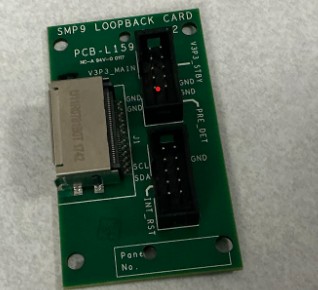 SMP9 LOOPBACK CARD
PCB-L159 2
V3P3_MAIN
V3P3_STBY
GND
GND
GND
GND
PRE_DET
J1
SCL
SDA
GND
INT_RST
No.